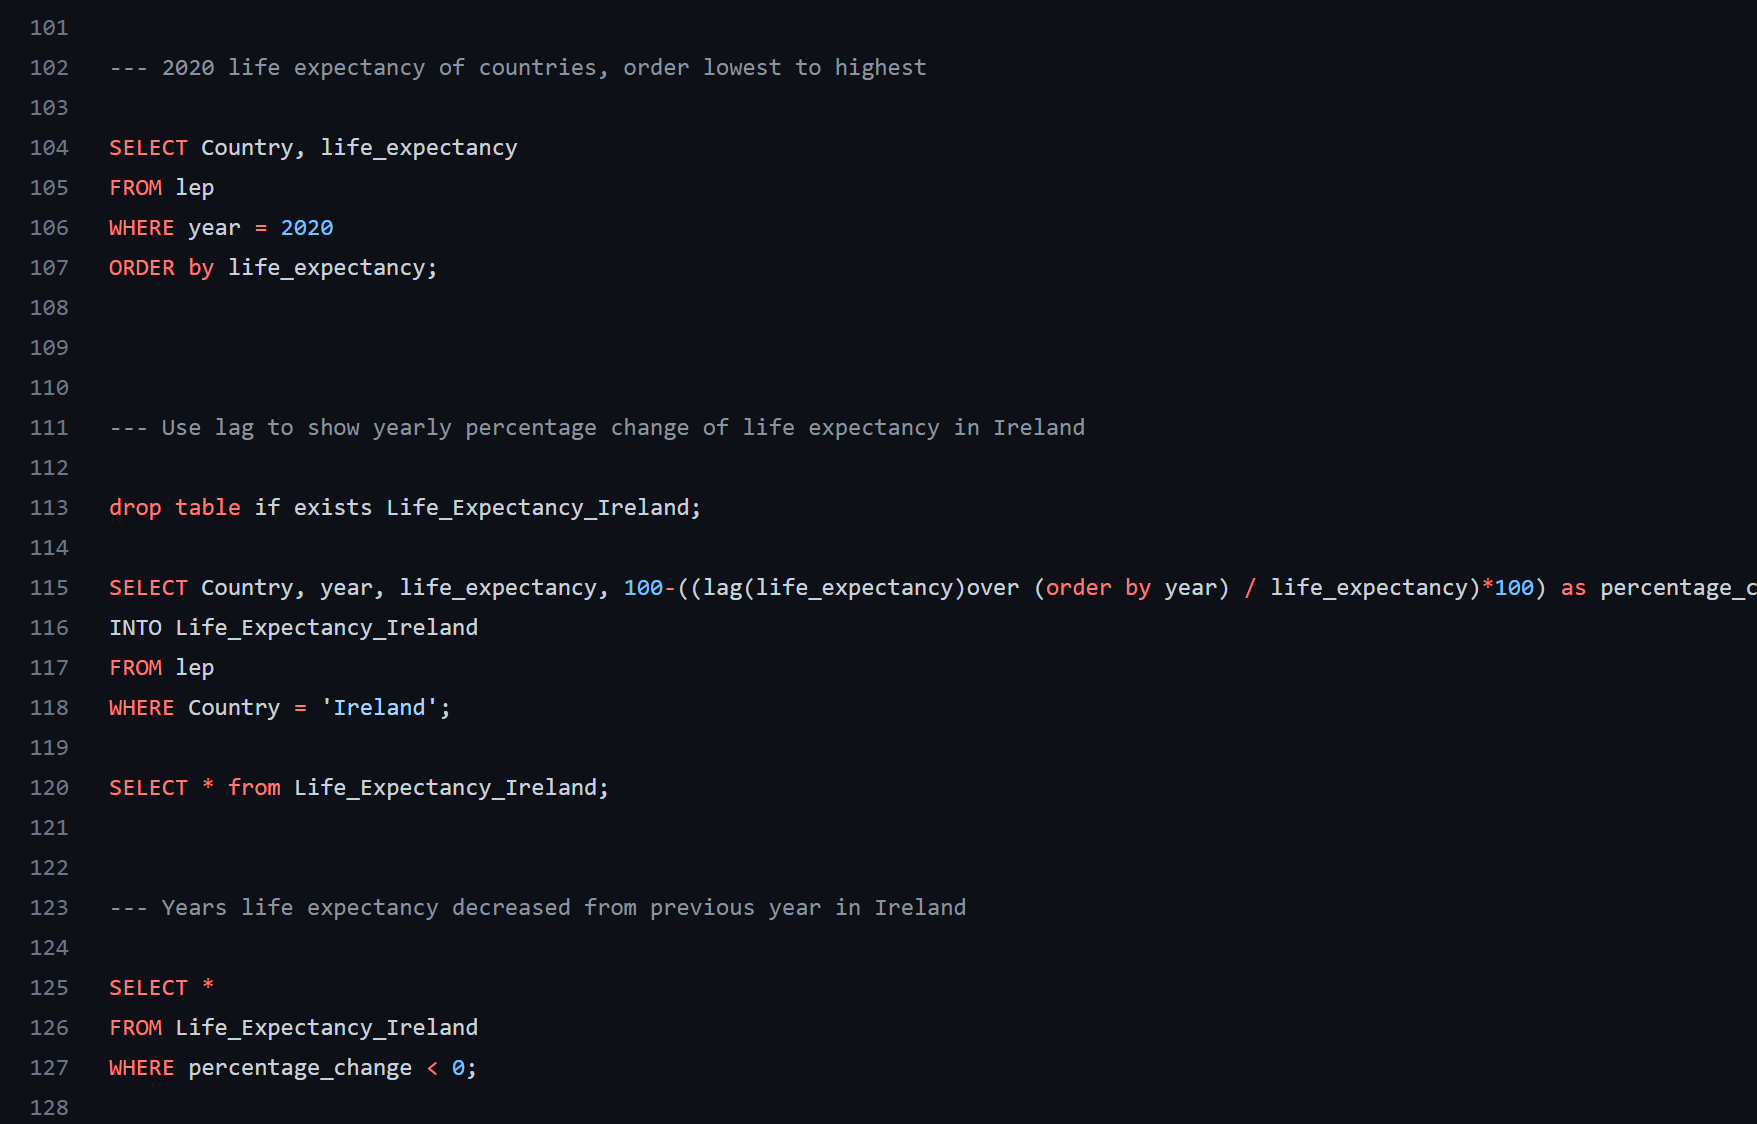 101
102 --- 2020 life expectancy of countries, order lowest to highest
103
104 SELECT Country, life_expectancy
105 FROM lep
106 WHERE year = 2020
107 ORDER by life_expectancy;
108
109
110
111 --- Use lag to show yearly percentage change of life expectancy in Ireland
112
113 drop table if exists Life_Expectancy_Ireland;
114
115 SELECT Country, year, life_expectancy, 100-((lag(life_expectancy)over (order by year) / life_expectancy)*100) as percentage_c
116 INTO Life_Expectancy_Ireland
117 FROM lep
118 WHERE Country = 'Ireland';
119
120 SELECT * from Life_Expectancy_Ireland;
121
122
123 --- Years life expectancy decreased from previous year in Ireland
124
125 SELECT *
126 FROM Life_Expectancy_Ireland
127 WHERE percentage_change < 0;
128